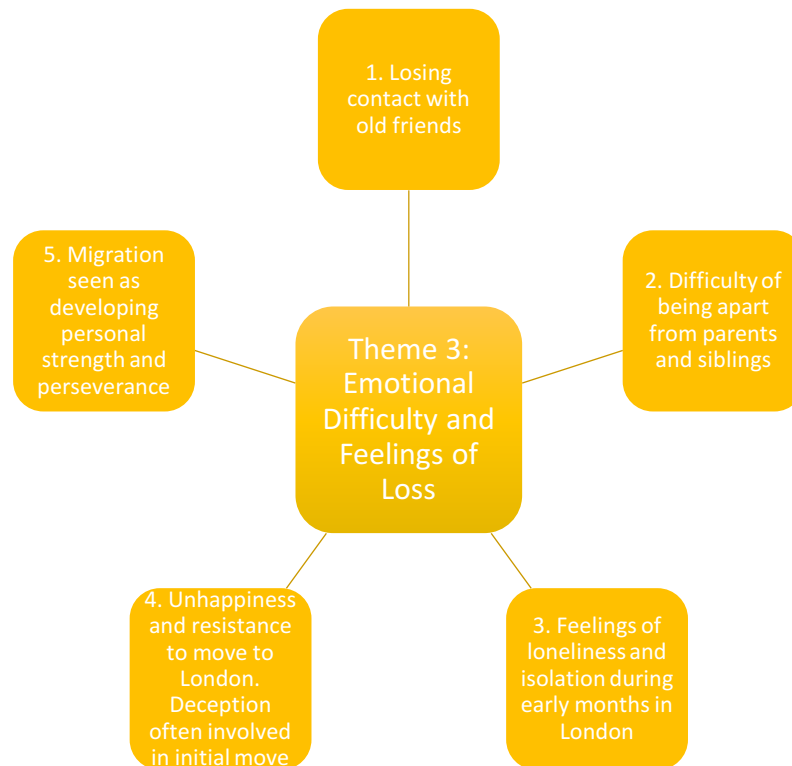 1. Losing
contact with
old friends
5. Migration
seen as
developing
personal
strength and
perseverance
2. Difficulty of
being apart
from parents
and siblings
Theme 3:
Emotional
Difficulty and
Feelings of
Loss
4. Unhappiness
and resistance
to move to
London.
Deception
often involved
in initial move
3. Feelings of
loneliness and
isolation during
early months in
London